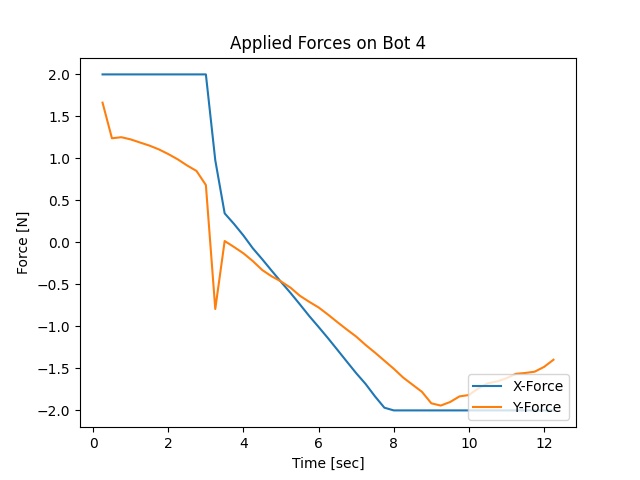 Applied Forces on Bot 4
Force [N]
2.0
1.5
1.0
0.5
0.0
−0.5
−1.0
−1.5
−2.0
X-Force
Y-Force
0 2 4 6 8 10 12
Time [sec]